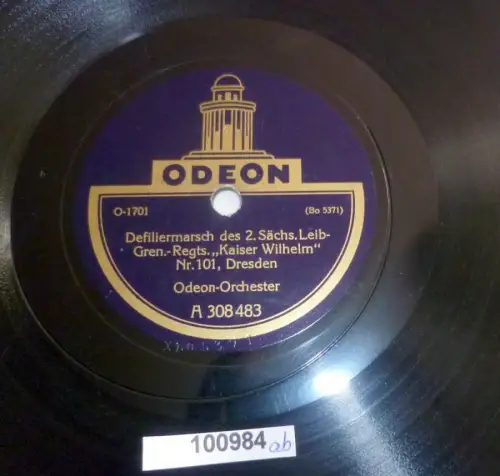 ODEON
O-1701 (Bo 5371)
Defiliermarsch des 2. Sächs. Leib-
Gren.-Regts. „Kaiser Wilhelm"
Nr. 101, Dresden
Odeon-Orchester
A 308483
100984 ab